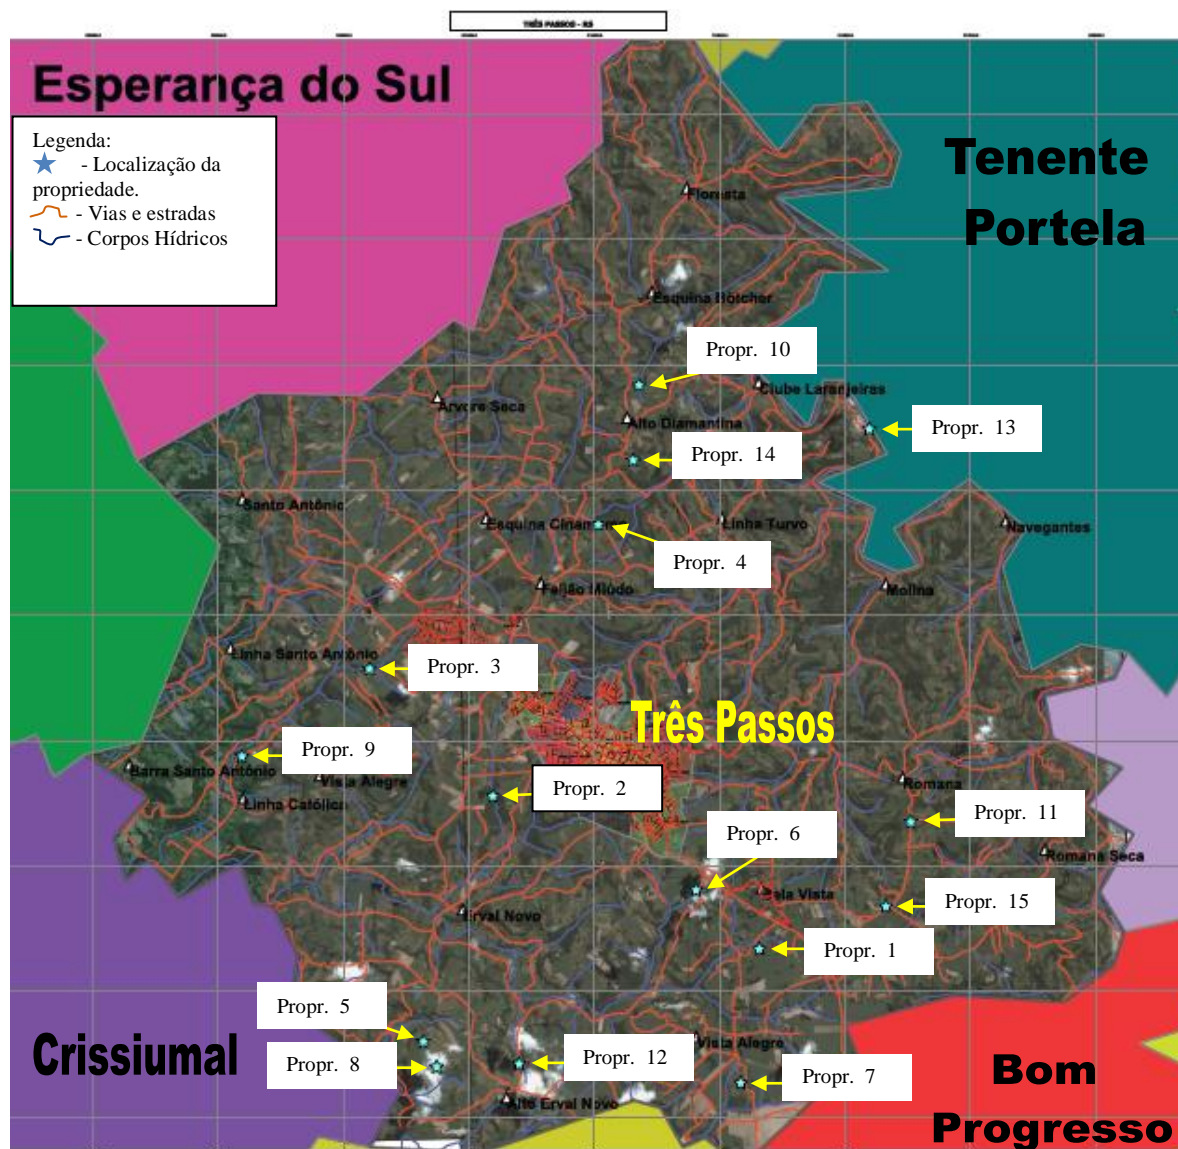 TRÊS PASSOS - RS
Esperança do Sul
Legenda:
- Localização da
propriedade.
- Vias e estradas
- Corpos Hídricos
Tenente
Portela
Floresta
Esquina Bötcher
Propr. 10
Clube Laranjeiras
Árvore Seca
Alto Diamantina
Propr. 13
Propr. 14
Santo Antônio
Esquina
Linha Turvo
Navegantes
Propr. 4
Feijão Miúdo
Molina
Linha Santo Antônio
Propr. 3
Três Passos
Propr. 9
Barra Santo Antônio
Vista Alegre
Romana
Propr. 2
Linha Católica
Propr. 11
Propr. 6
Romana Seca
Bela Vista
Propr. 15
Erval Novo
Propr. 1
Propr. 5
Crissiumal
Vista Alegre
Propr. 8
Propr. 12
Propr. 7
Bom
Alto Erval Novo
Progresso